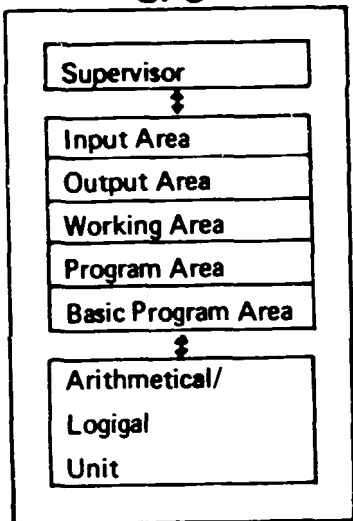 Supervisor
Input Area
Output Area
Working Area
Program Area
Basic Program Area
Arithmetical/
Logigal
Unit